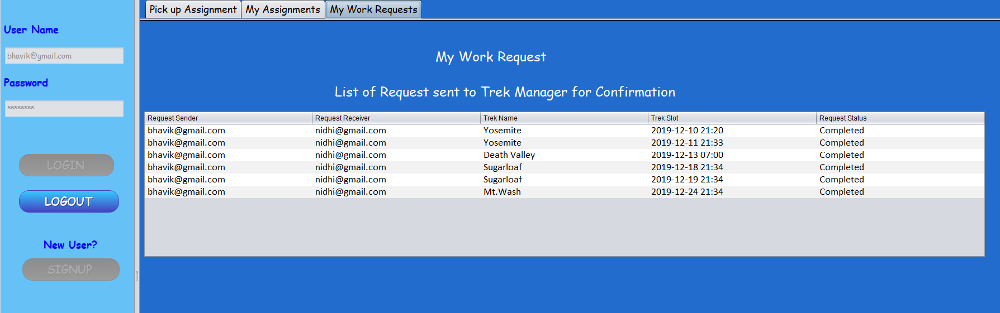 User Name
bhavik@gmail.com
Password
********
LOGIN
LOGOUT
New User?
SIGNUP
Pick up Assignment My Assignments My Work Requests
My Work Request
List of Request sent to Trek Manager for Confirmation
Request Sender Request Receiver Trek Name Trek Slot Request Status
bhavik@gmail.com nidhi@gmail.com Yosemite 2019-12-10 21:20 Completed
bhavik@gmail.com nidhi@gmail.com Yosemite 2019-12-11 21:33 Completed
bhavik@gmail.com nidhi@gmail.com Death Valley 2019-12-13 07:00 Completed
bhavik@gmail.com nidhi@gmail.com Sugarloaf 2019-12-18 21:34 Completed
bhavik@gmail.com nidhi@gmail.com Sugarloaf 2019-12-19 21:34 Completed
bhavik@gmail.com nidhi@gmail.com Mt.Wash 2019-12-24 21:34 Completed